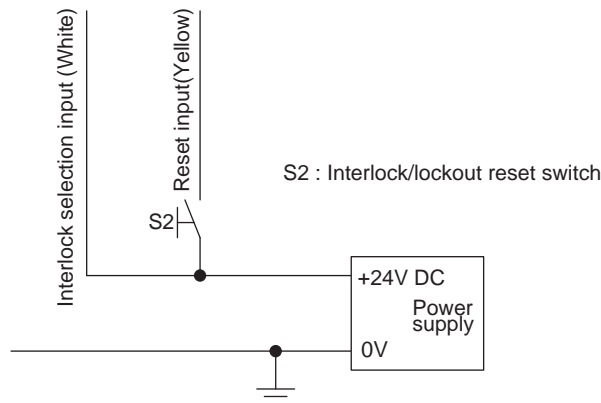 Interlock selection input (White)
Reset input(Yellow)
S2 : Interlock/lockout reset switch
S2
+24V DC
Power
supply
0V